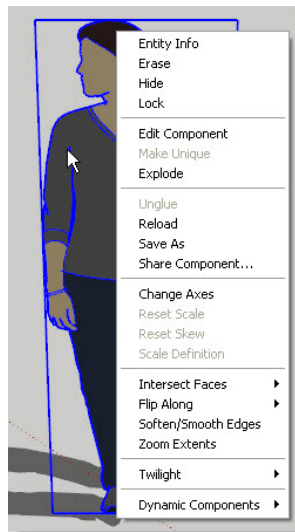 Entity Info
Erase
Hide
Lock
Edit Component
Make Unique
Explode
Unglue
Reload
Save As
Share Component...
Change Axes
Reset Scale
Reset Skew
Scale Definition
Intersect Faces
Flip Along
Soften/Smooth Edges
Zoom Extents
Twilight
Dynamic Components